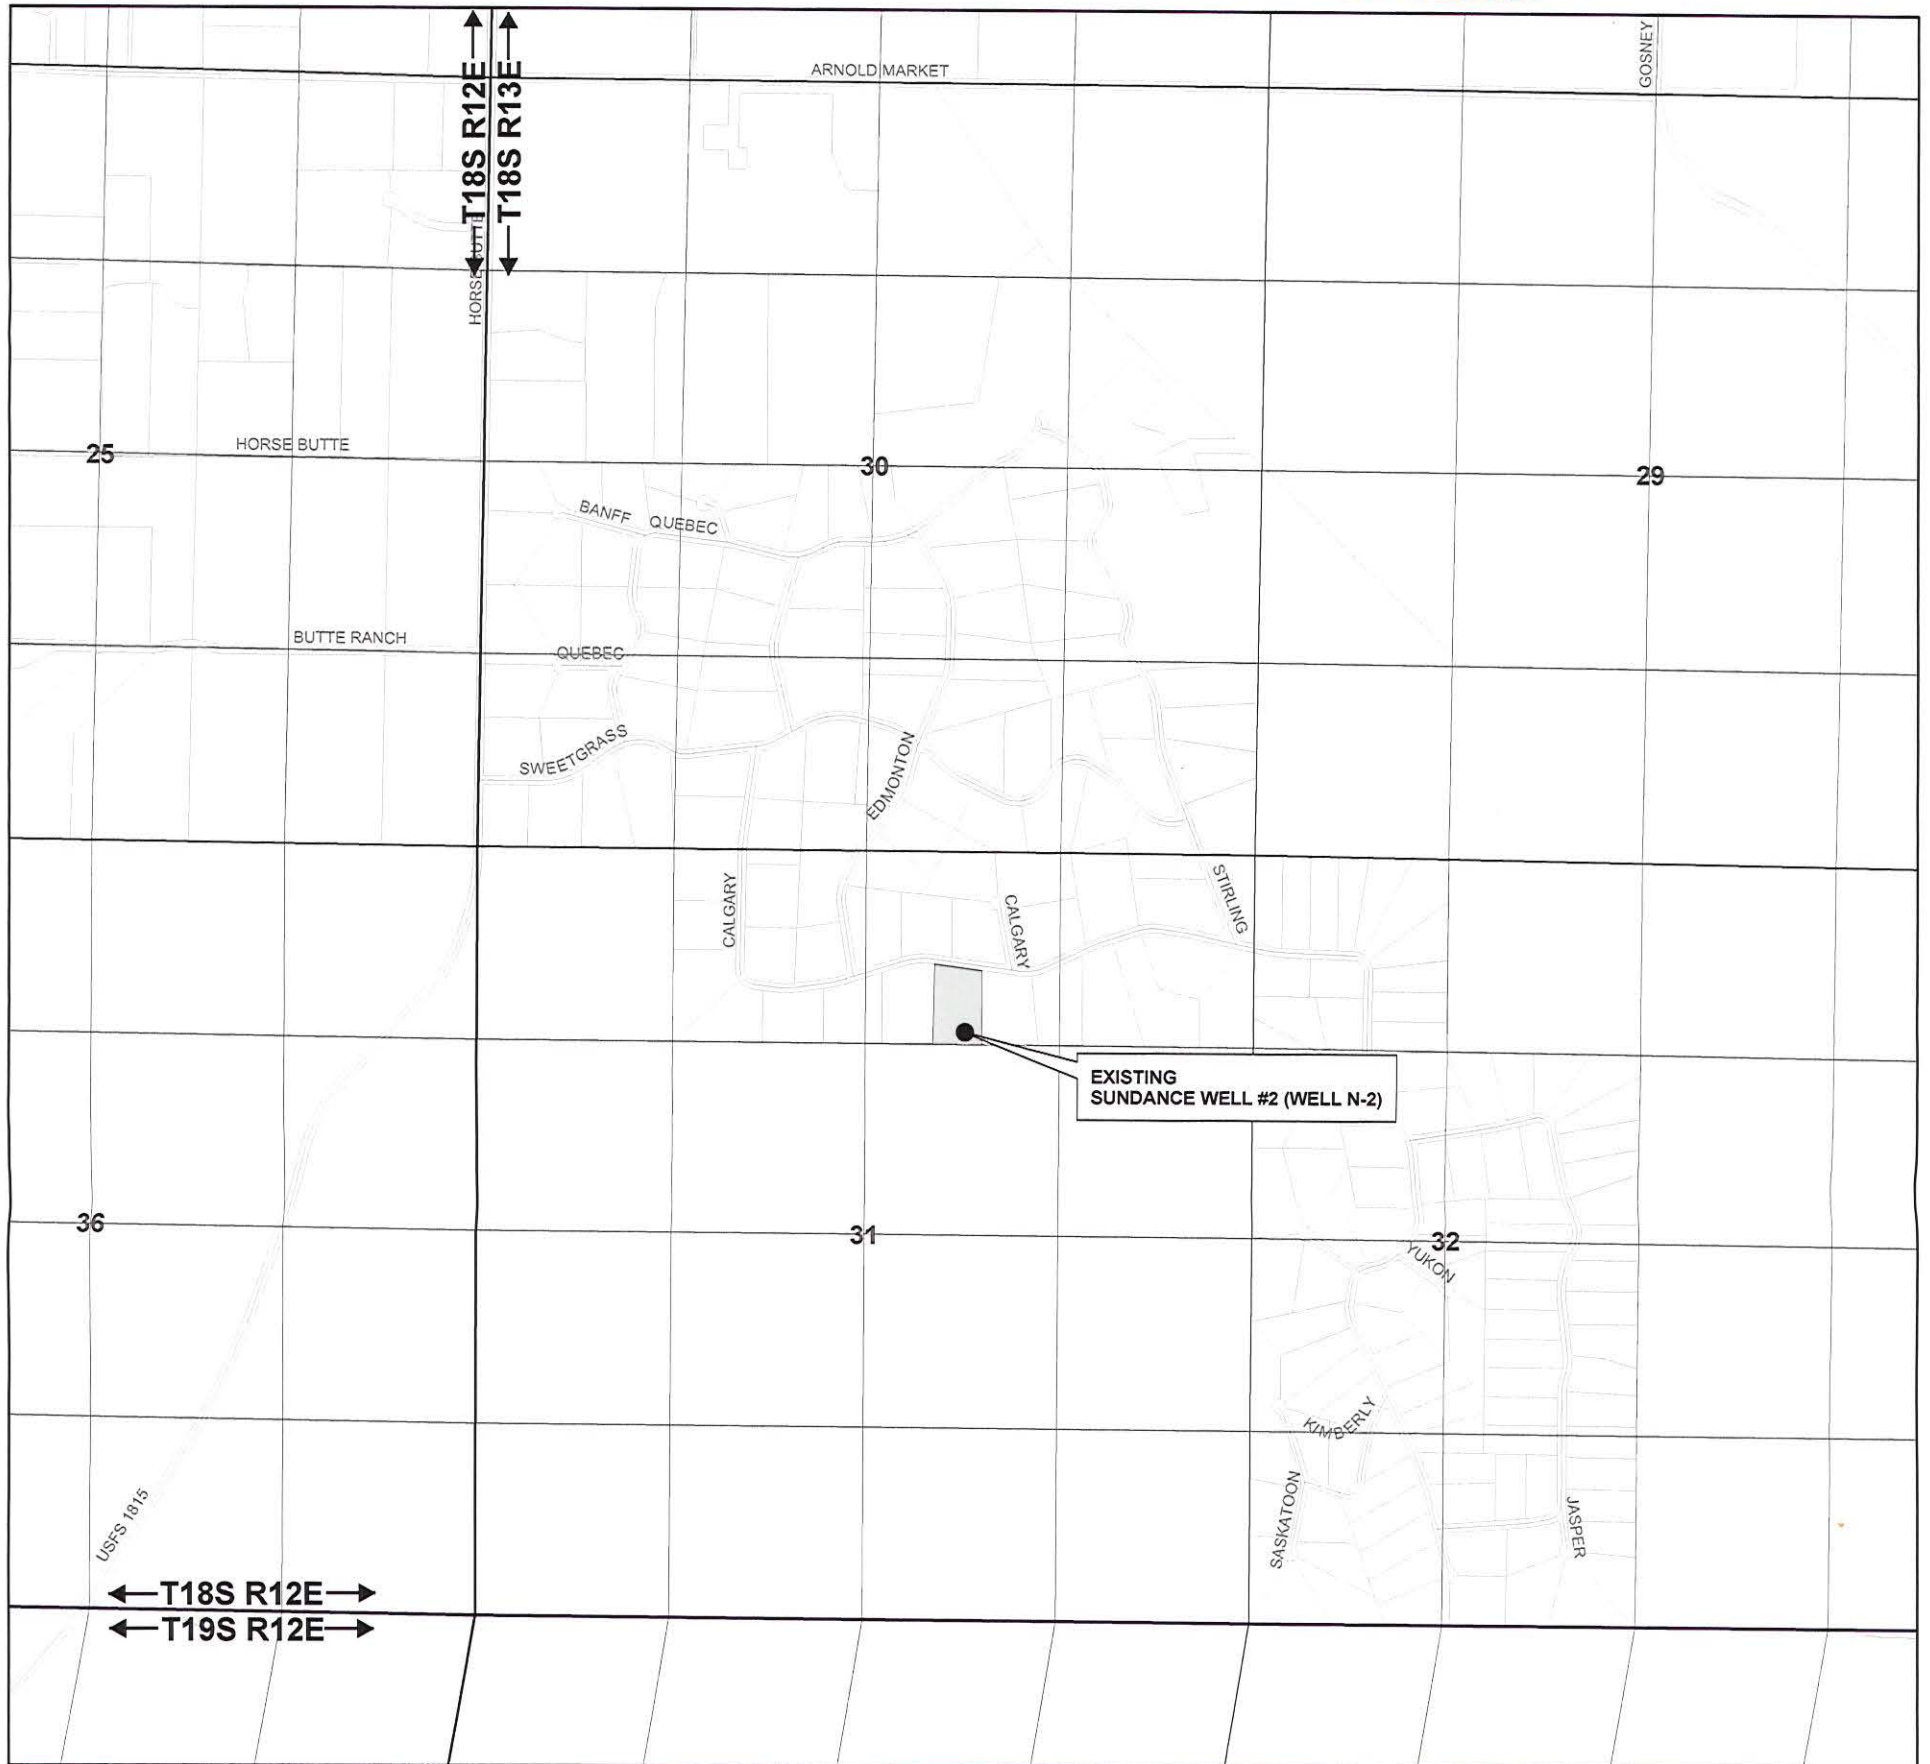 GOSNEY
ARNOLD MARKET
T18S R12E
T18S R13E
HORSE BUTTE
25
HORSE BUTTE
30
29
BANFF
QUEBEC
BUTTE RANCH
QUEBEC
SWEETGRASS
EDMONTON
CALGARY
CALGARY
STIRLING
EXISTING
SUNDANCE WELL #2 (WELL N-2)
36
31
32
YUKON
KIMBERLY
SASKATOON
JASPER
USFS 1815
T18S R12E
T19S R12E